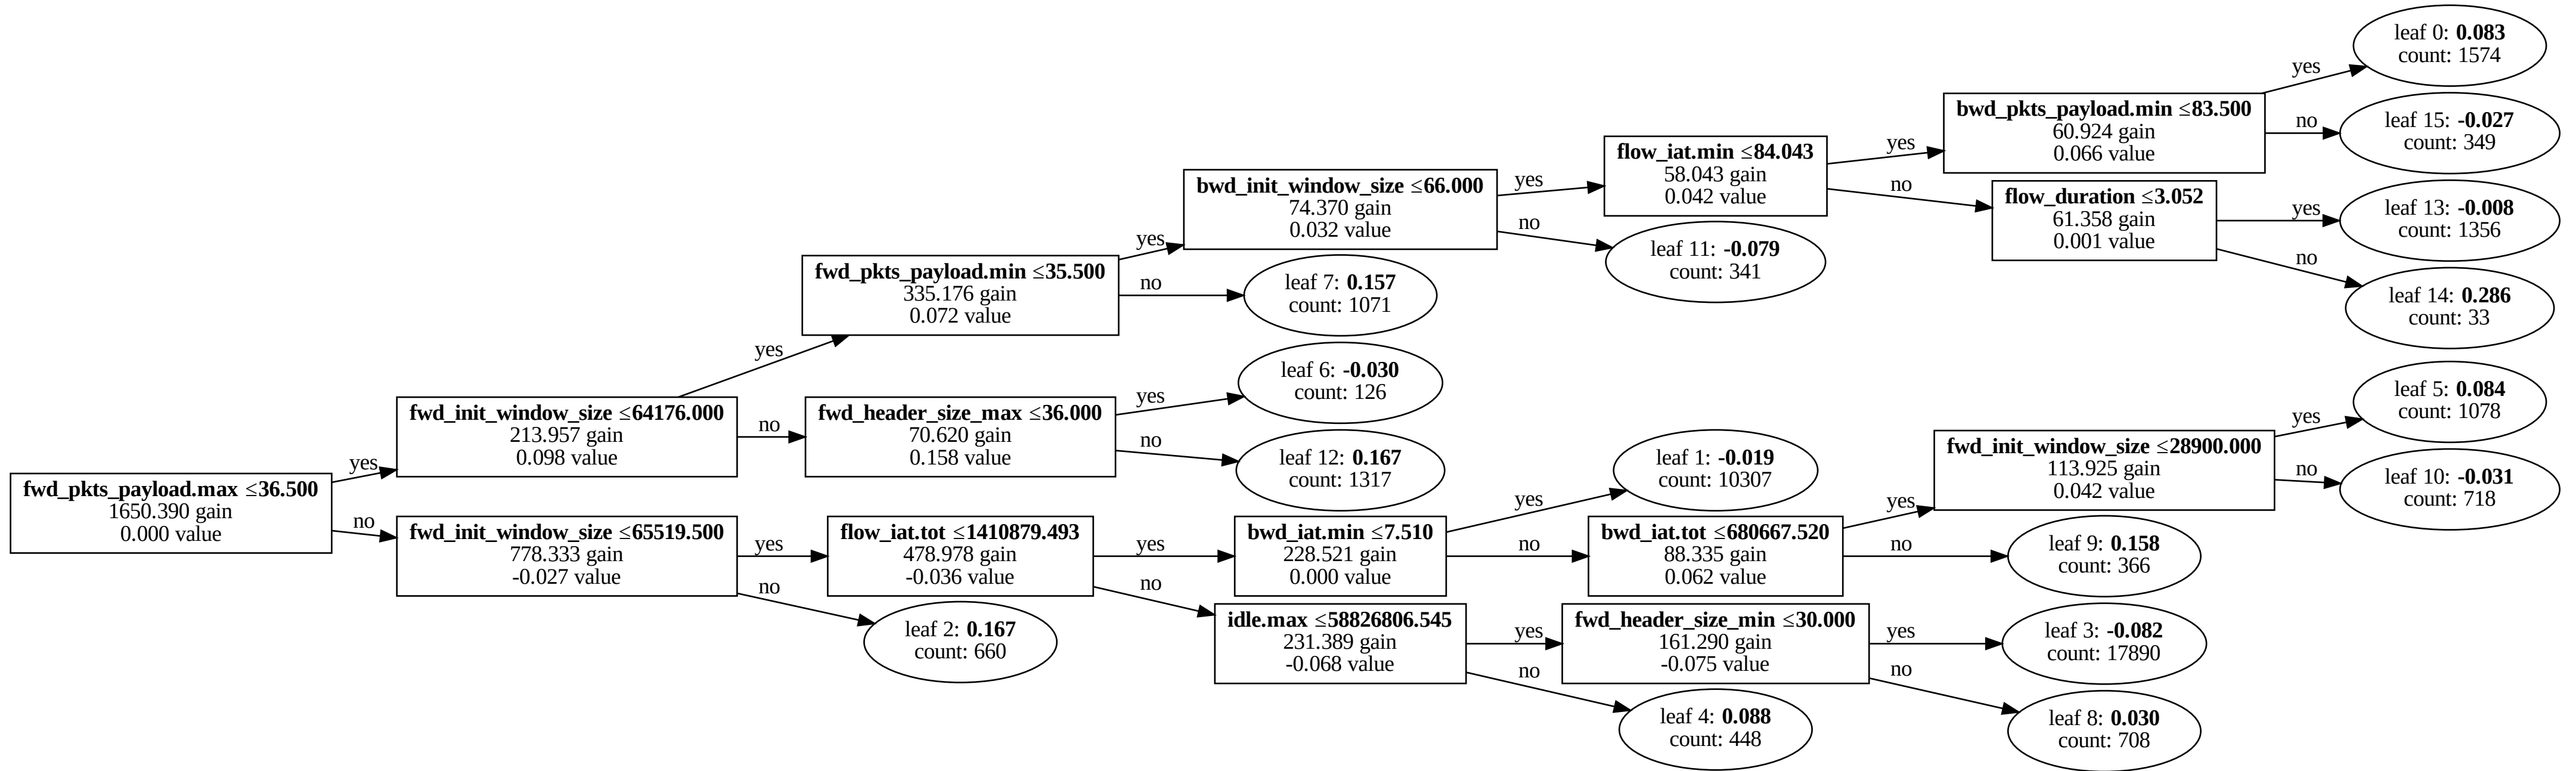 fwd_pkts_payload.max ≤36.500
1650.390 gain
0.000 value
yes
no
fwd_init_window_size ≤64176.000
213.957 gain
0.098 value
yes
no
fwd_init_window_size ≤65519.500
778.333 gain
-0.027 value
yes
no
fwd_pkts_payload.min ≤35.500
335.176 gain
0.072 value
yes
no
fwd_header_size_max ≤36.000
70.620 gain
0.158 value
yes
no
flow_iat.tot ≤1410879.493
478.978 gain
-0.036 value
yes
no
leaf 2: 0.167
count: 660
bwd_init_window_size ≤66.000
74.370 gain
0.032 value
yes
no
leaf 7: 0.157
count: 1071
leaf 6: -0.030
count: 126
leaf 12: 0.167
count: 1317
bwd_iat.min ≤7.510
228.521 gain
0.000 value
yes
no
idle.max ≤58826806.545
231.389 gain
-0.068 value
yes
no
flow_iat.min ≤84.043
58.043 gain
0.042 value
yes
no
leaf 11: -0.079
count: 341
leaf 1: -0.019
count: 10307
bwd_iat.tot ≤680667.520
88.335 gain
0.062 value
yes
no
fwd_header_size_min ≤30.000
161.290 gain
-0.075 value
yes
no
leaf 4: 0.088
count: 448
bwd_pkts_payload.min ≤83.500
60.924 gain
0.066 value
yes
no
flow_duration ≤3.052
61.358 gain
0.001 value
yes
no
fwd_init_window_size ≤28900.000
113.925 gain
0.042 value
yes
no
leaf 9: 0.158
count: 366
leaf 3: -0.082
count: 17890
leaf 8: 0.030
count: 708
leaf 0: 0.083
count: 1574
leaf 15: -0.027
count: 349
leaf 13: -0.008
count: 1356
leaf 14: 0.286
count: 33
leaf 5: 0.084
count: 1078
leaf 10: -0.031
count: 718